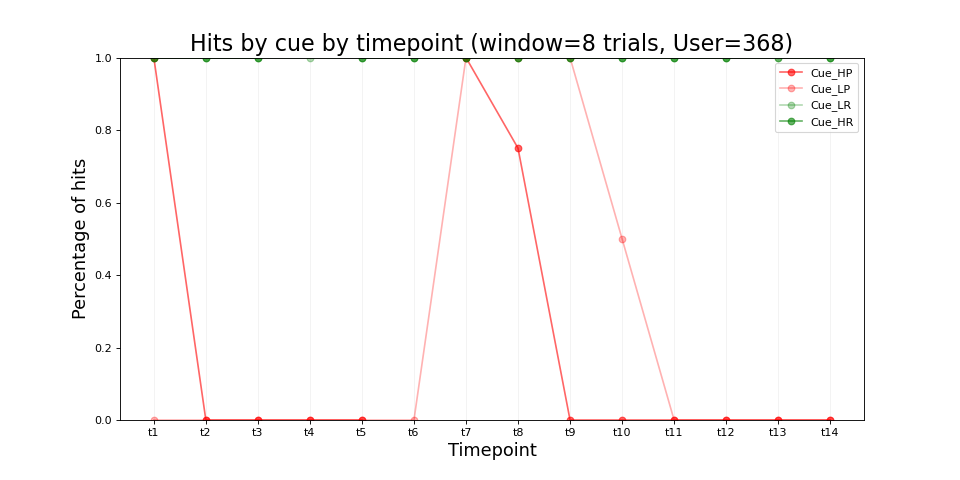 Hits by cue by timepoint (window=8 trials, User=368)
1.0
0.8
0.6
0.4
0.2
0.0
Percentage of hits
Cue_HP
Cue_LP
Cue_LR
Cue_HR
t1 t2 t3 t4 t5 t6 t7 t8 t9 t10 t11 t12 t13 t14
Timepoint